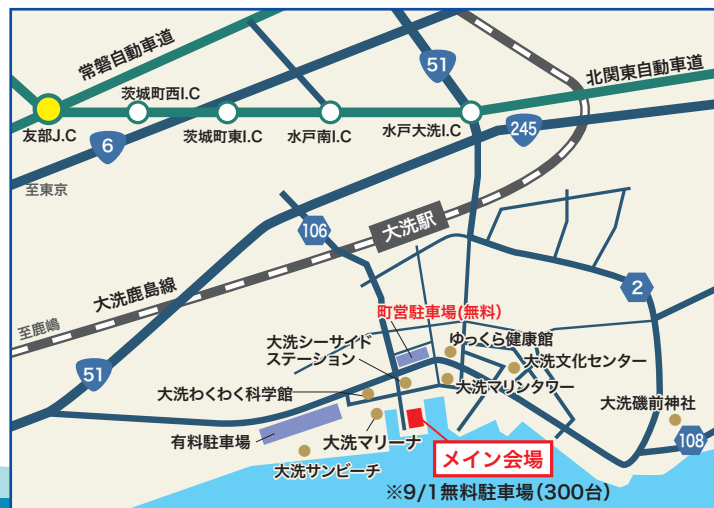 常磐自動車道
51
北関東自動車道
茨城町西I.C
友部J.C
茨城町東I.C
水戸南I.C
水戸大洗I.C
6
245
至東京
106
大洗駅
大洗鹿島線
2
町営駐車場(無料)
至鹿嶋
大洗シーサイド
ステーション
ゆっくら健康館
大洗文化センター
51
大洗わくわく科学館
大洗マリンタワー
大洗磯前神社
有料駐車場
大洗マリーナ
108
メイン会場
大洗サンビーチ
※9/1無料駐車場(300台)